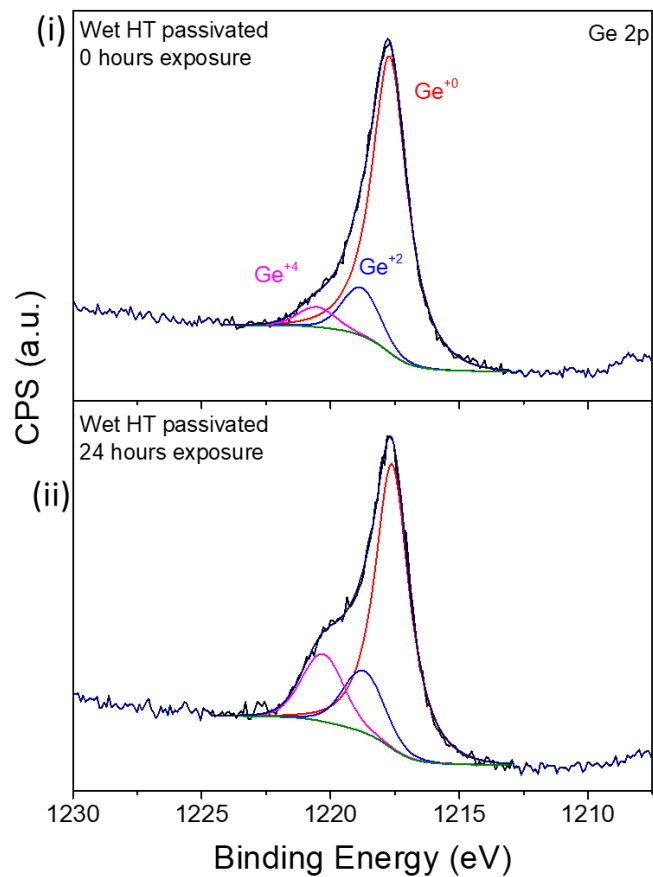 (i)
Wet HT passivated
0 hours exposure
Ge 2p
Ge⁺⁰
Ge⁺⁴
Ge⁺²
CPS (a.u.)
Wet HT passivated
24 hours exposure
(ii)
1230 1225 1220 1215 1210
Binding Energy (eV)